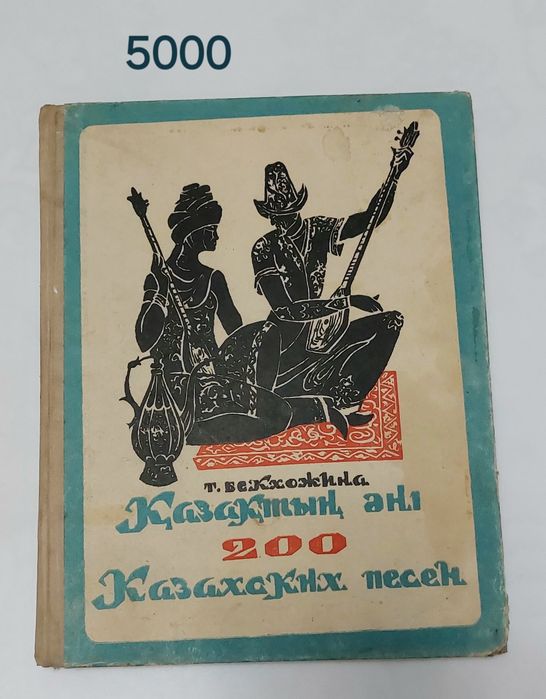 5000
Т. БЕКХОЖИНА
Қазақтың әні
200
Казахских песен